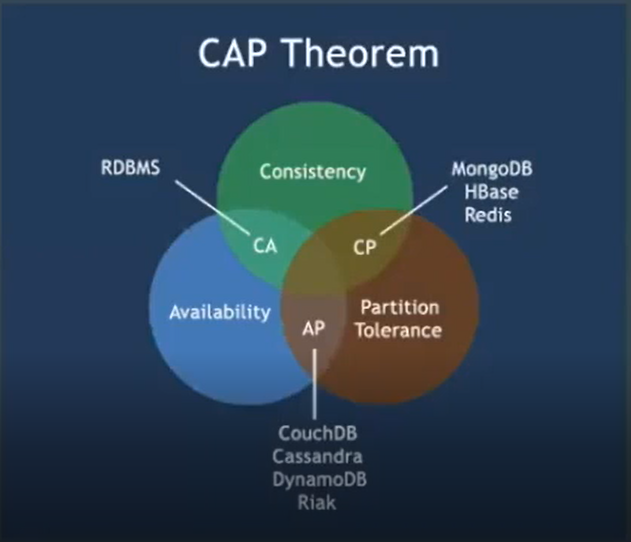 CAP Theorem
RDBMS
Consistency
MongoDB
HBase
Redis
CA
CP
Availability
Partition
Tolerance
AP
CouchDB
Cassandra
DynamoDB
Riak